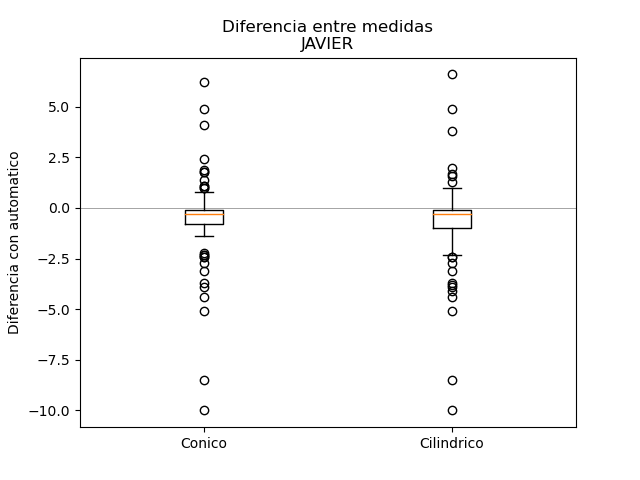 Diferencia entre medidas
JAVIER
Diferencia con automatico
5.0
2.5
0.0
−2.5
−5.0
−7.5
−10.0
Conico
Cilindrico